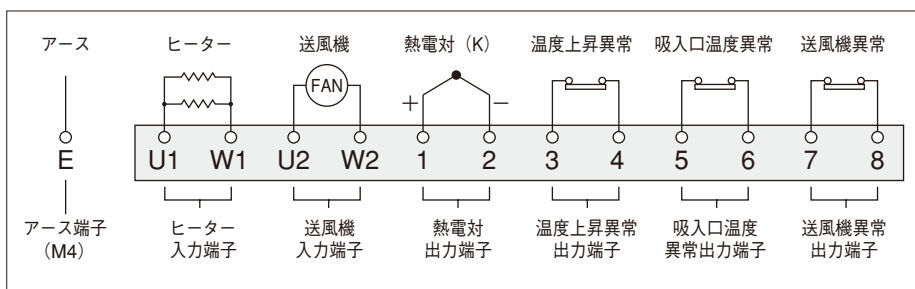 アース ヒーター 送風機 熱電対（K） 温度上昇異常 吸入口温度異常 送風機異常
FAN
+ −
E U1 W1 U2 W2 1 2 3 4 5 6 7 8
アース端子 ヒーター 送風機 熱電対 温度上昇異常 吸入口温度 送風機異常
（M4） 入力端子 入力端子 出力端子 出力端子 異常出力端子 出力端子